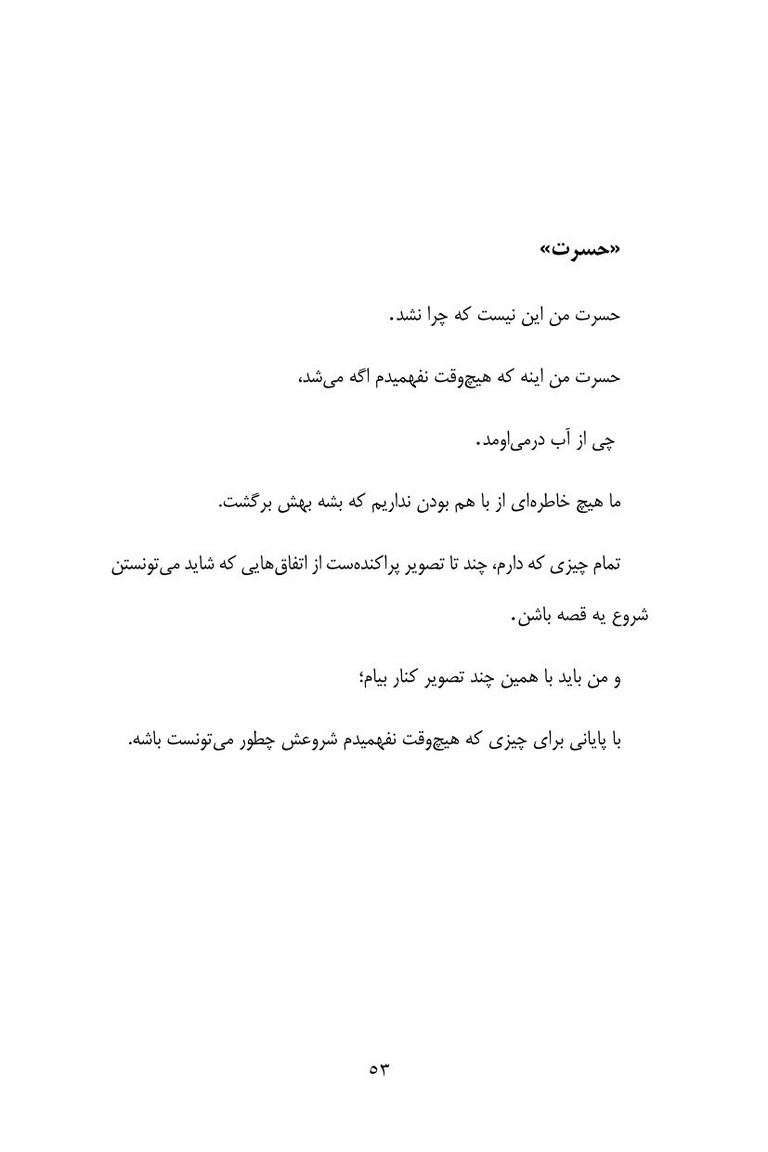 «حسرت»
حسرت من این نیست که چرا نشد.
حسرت من اینه که هیچ‌وقت نفهمیدم اگه می‌شد،
چی از آب درمی‌اومد.
ما هیچ خاطره‌ای از با هم بودن نداریم که بشه بهش برگشت.
تمام چیزی که دارم، چند تا تصویر پراکنده‌ست از اتفاق‌هایی که شاید می‌تونستن
شروع یه قصه باشن.
و من باید با همین چند تصویر کنار بیام؛
با پایانی برای چیزی که هیچ‌وقت نفهمیدم شروعش چطور می‌تونست باشه.
۵۳